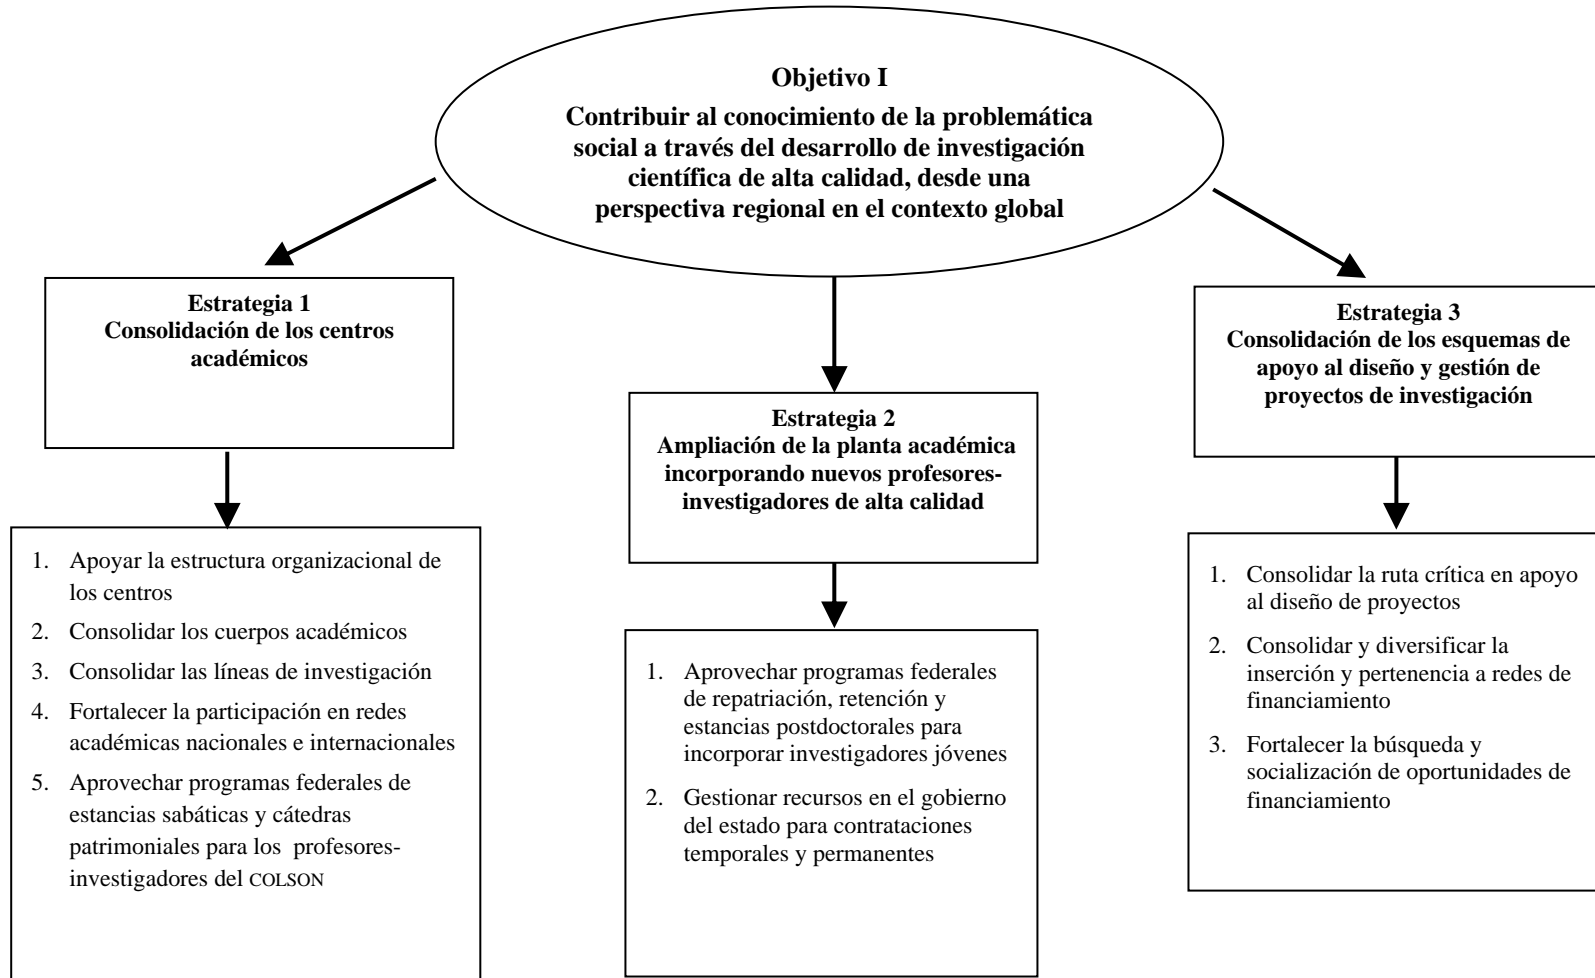 Objetivo I
Contribuir al conocimiento de la problemática
social a través del desarrollo de investigación
científica de alta calidad, desde una
perspectiva regional en el contexto global
Estrategia 1
Consolidación de los centros
académicos
1. Apoyar la estructura organizacional de
los centros
2. Consolidar los cuerpos académicos
3. Consolidar las líneas de investigación
4. Fortalecer la participación en redes
académicas nacionales e internacionales
5. Aprovechar programas federales de
estancias sabáticas y cátedras
patrimoniales para los profesores-
investigadores del COLSON
Estrategia 2
Ampliación de la planta académica
incorporando nuevos profesores-
investigadores de alta calidad
1. Aprovechar programas federales
de repatriación, retención y
estancias postdoctorales para
incorporar investigadores jóvenes
2. Gestionar recursos en el gobierno
del estado para contrataciones
temporales y permanentes
Estrategia 3
Consolidación de los esquemas de
apoyo al diseño y gestión de
proyectos de investigación
1. Consolidar la ruta crítica en apoyo
al diseño de proyectos
2. Consolidar y diversificar la
inserción y pertenencia a redes de
financiamiento
3. Fortalecer la búsqueda y
socialización de oportunidades de
financiamiento